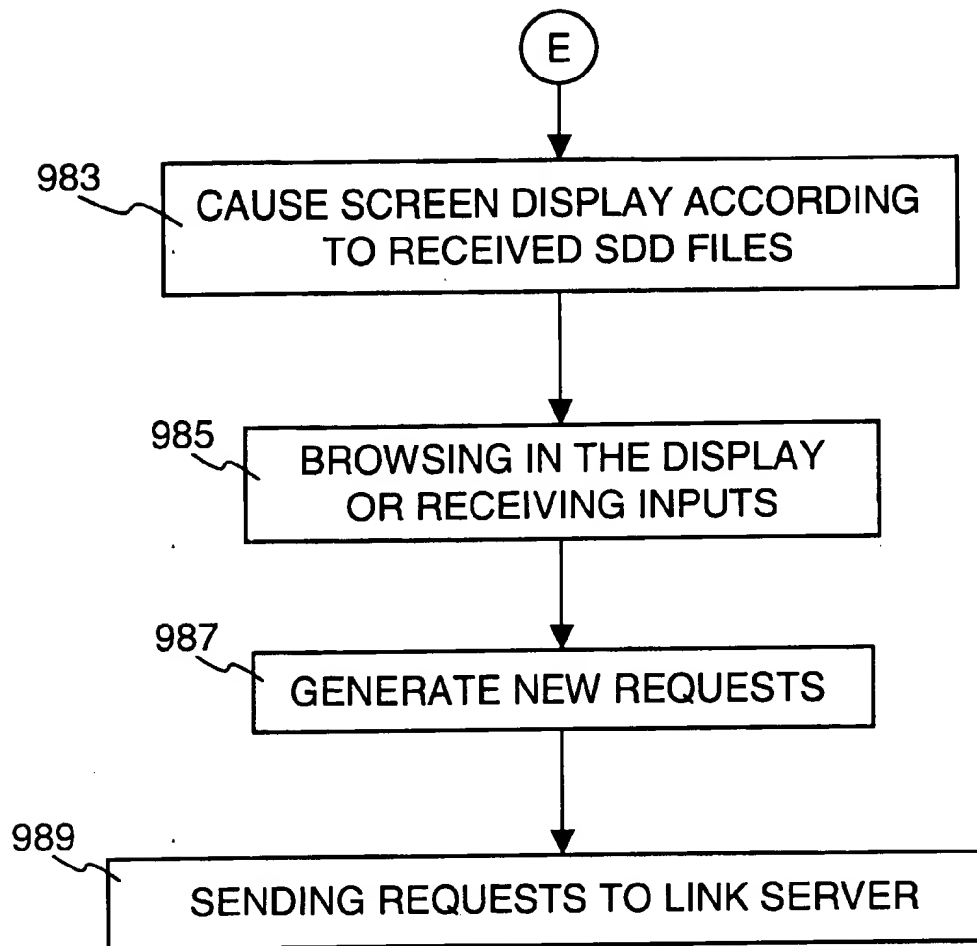 E
983
CAUSE SCREEN DISPLAY ACCORDING
TO RECEIVED SDD FILES
985
BROWSING IN THE DISPLAY
OR RECEIVING INPUTS
987
GENERATE NEW REQUESTS
989
SENDING REQUESTS TO LINK SERVER